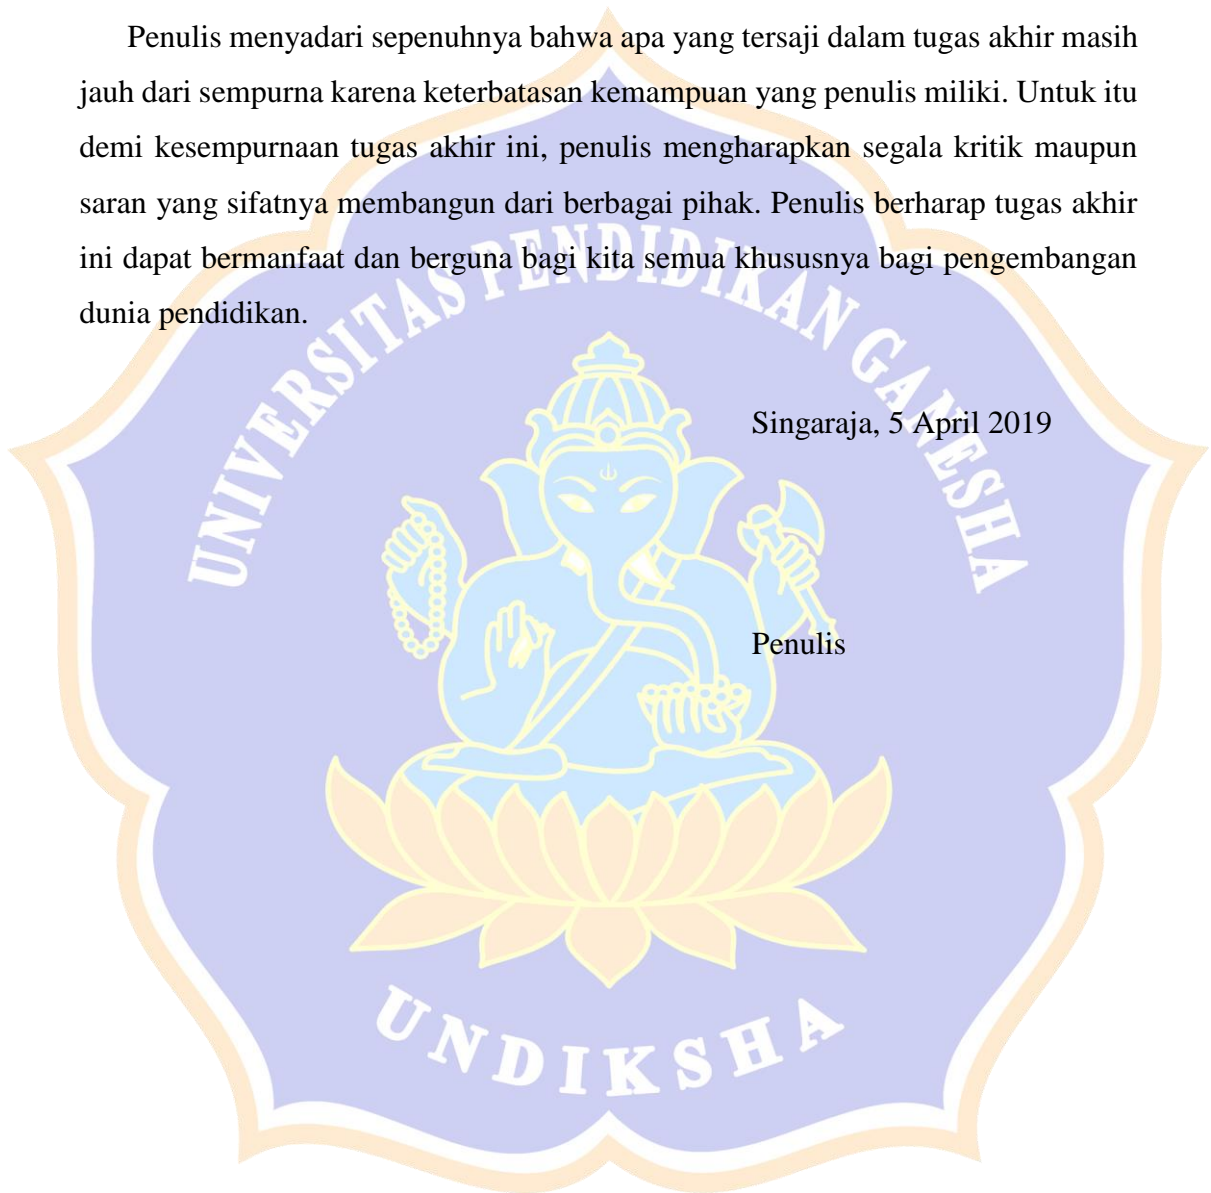 Penulis menyadari sepenuhnya bahwa apa yang tersaji dalam tugas akhir masih
jauh dari sempurna karena keterbatasan kemampuan yang penulis miliki. Untuk itu
demi kesempurnaan tugas akhir ini, penulis mengharapkan segala kritik maupun
saran yang sifatnya membangun dari berbagai pihak. Penulis berharap tugas akhir
ini dapat bermanfaat dan berguna bagi kita semua khususnya bagi pengembangan
dunia pendidikan.
UNIVERSITAS PENDIDIKAN GANESHA
Singaraja, 5 April 2019
Penulis
UNDIKSHA